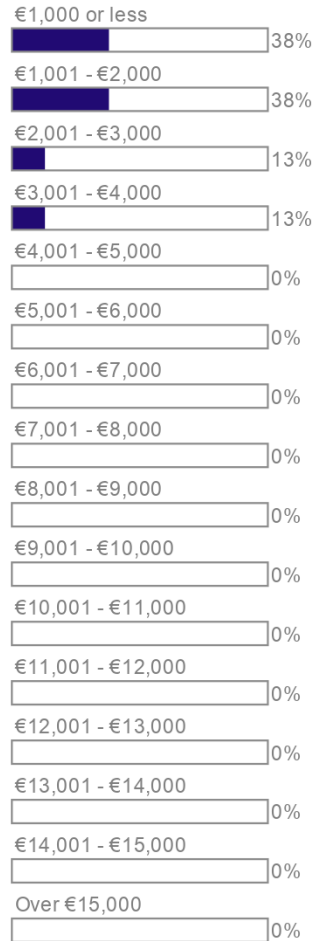 €1,000 or less
38%
€1,001 - €2,000
38%
€2,001 - €3,000
13%
€3,001 - €4,000
13%
€4,001 - €5,000
0%
€5,001 - €6,000
0%
€6,001 - €7,000
0%
€7,001 - €8,000
0%
€8,001 - €9,000
0%
€9,001 - €10,000
0%
€10,001 - €11,000
0%
€11,001 - €12,000
0%
€12,001 - €13,000
0%
€13,001 - €14,000
0%
€14,001 - €15,000
0%
Over €15,000
0%